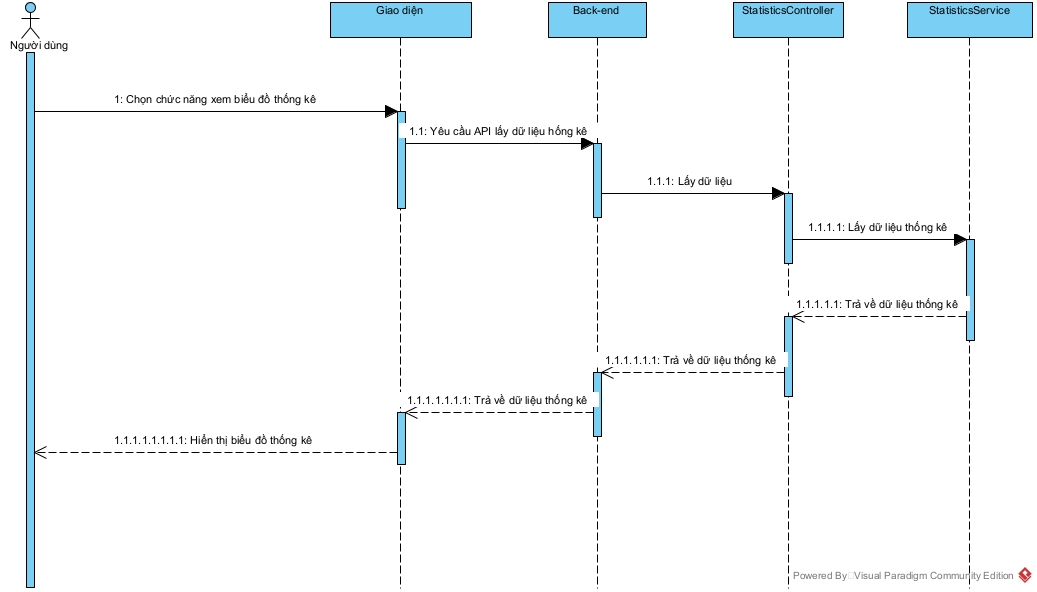 Người dùng
Giao diện
Back-end
StatisticsController
StatisticsService
1: Chọn chức năng xem biểu đồ thống kê
1.1: Yêu cầu API lấy dữ liệu hống kê
1.1.1: Lấy dữ liệu
1.1.1.1: Lấy dữ liệu thống kê
1.1.1.1.1: Trả về dữ liệu thống kê
1.1.1.1.1.1: Trả về dữ liệu thống kê
1.1.1.1.1.1.1: Trả về dữ liệu thống kê
1.1.1.1.1.1.1.1: Hiển thị biểu đồ thống kê
Powered By Visual Paradigm Community Edition